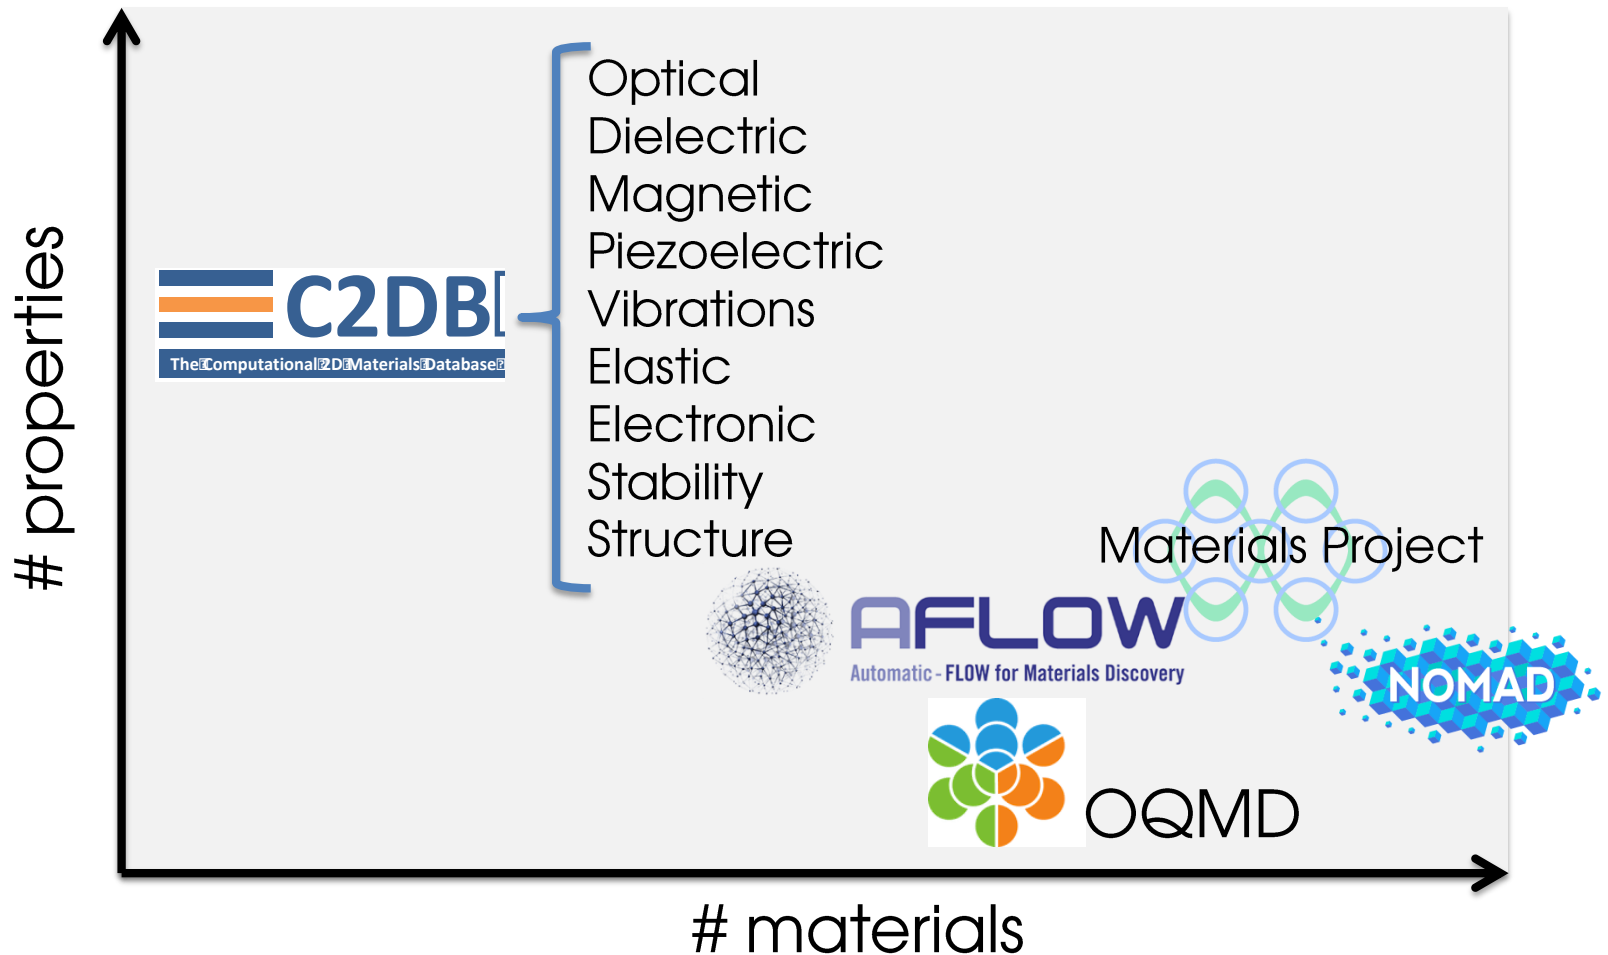 # properties
C2DB
The Computational 2D Materials Database
Optical
Dielectric
Magnetic
Piezoelectric
Vibrations
Elastic
Electronic
Stability
Structure
Materials Project
AFLOW
Automatic - FLOW for Materials Discovery
NOMAD
OQMD
# materials